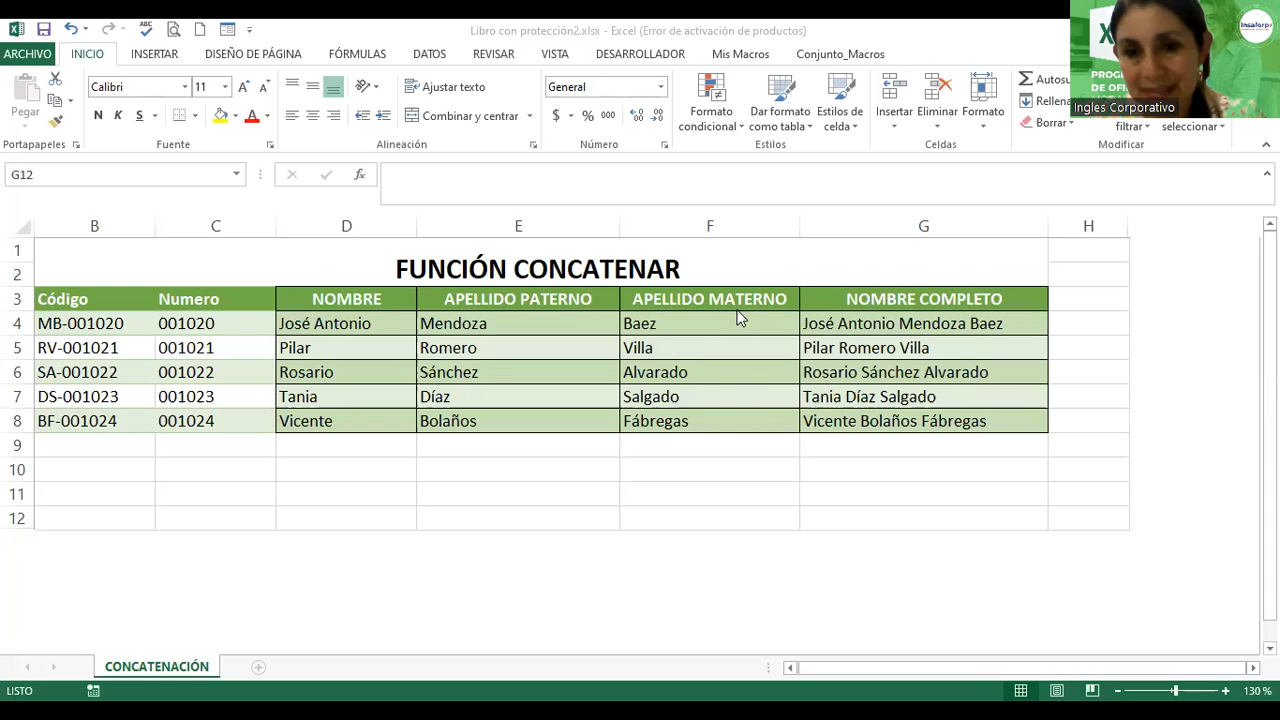 Libro con protección2.xlsx - Excel (Error de activación de productos)
ARCHIVO INICIO INSERTAR DISEÑO DE PÁGINA FÓRMULAS DATOS REVISAR VISTA DESARROLLADOR Mis Macros Conjunto_Macros
Pegar
Calibri 11
N K S
Ajustar texto
Combinar y centrar
General
$ % 000
Formato condicional
Dar formato como tabla
Estilos de celda
Insertar
Eliminar
Formato
Rellena
Borrar
filtrar
seleccionar
Ingles Corporativo
Insaforp
Portapapeles Fuente Alineación Número Estilos Celdas Modificar
G12 fx
B C D E F G H
1
2 FUNCIÓN CONCATENAR
3 Código Numero NOMBRE APELLIDO PATERNO APELLIDO MATERNO NOMBRE COMPLETO
4 MB-001020 001020 José Antonio Mendoza Baez José Antonio Mendoza Baez
5 RV-001021 001021 Pilar Romero Villa Pilar Romero Villa
6 SA-001022 001022 Rosario Sánchez Alvarado Rosario Sánchez Alvarado
7 DS-001023 001023 Tania Díaz Salgado Tania Díaz Salgado
8 BF-001024 001024 Vicente Bolaños Fábregas Vicente Bolaños Fábregas
9
10
11
12
CONCATENACIÓN
LISTO 130 %